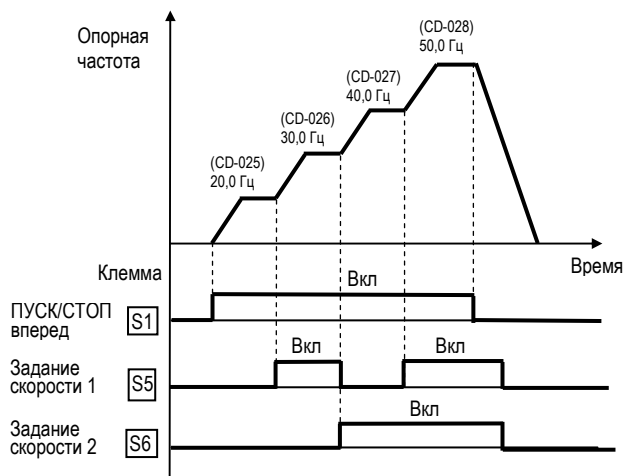 Опорная
частота
(CD-025)
20,0 Гц
(CD-026)
30,0 Гц
(CD-027)
40,0 Гц
(CD-028)
50,0 Гц
Время
Клемма
ПУСК/СТОП
вперед
S1
Вкл
Задание
скорости 1
S5
Вкл
Вкл
Задание
скорости 2
S6
Вкл